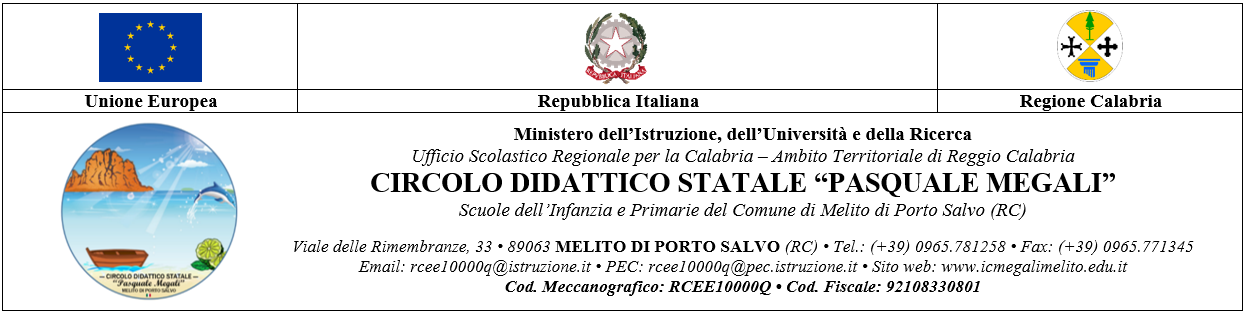 REPVBBLICA ITALIANA
Unione Europea
Repubblica Italiana
Regione Calabria
Ministero dell’Istruzione, dell’Università e della Ricerca
Ufficio Scolastico Regionale per la Calabria – Ambito Territoriale di Reggio Calabria
CIRCOLO DIDATTICO STATALE “PASQUALE MEGALI”
Scuole dell’Infanzia e Primarie del Comune di Melito di Porto Salvo (RC)
Viale delle Rimembranze, 33 • 89063 MELITO DI PORTO SALVO (RC) • Tel.: (+39) 0965.781258 • Fax: (+39) 0965.771345
Email: rcee10000q@istruzione.it • PEC: rcee10000q@pec.istruzione.it • Sito web: www.icmegalimelito.edu.it
Cod. Meccanografico: RCEE10000Q • Cod. Fiscale: 92108330801
— CIRCOLO DIDATTICO STATALE —
“Pasquale Megali”
MELITO DI PORTO SALVO